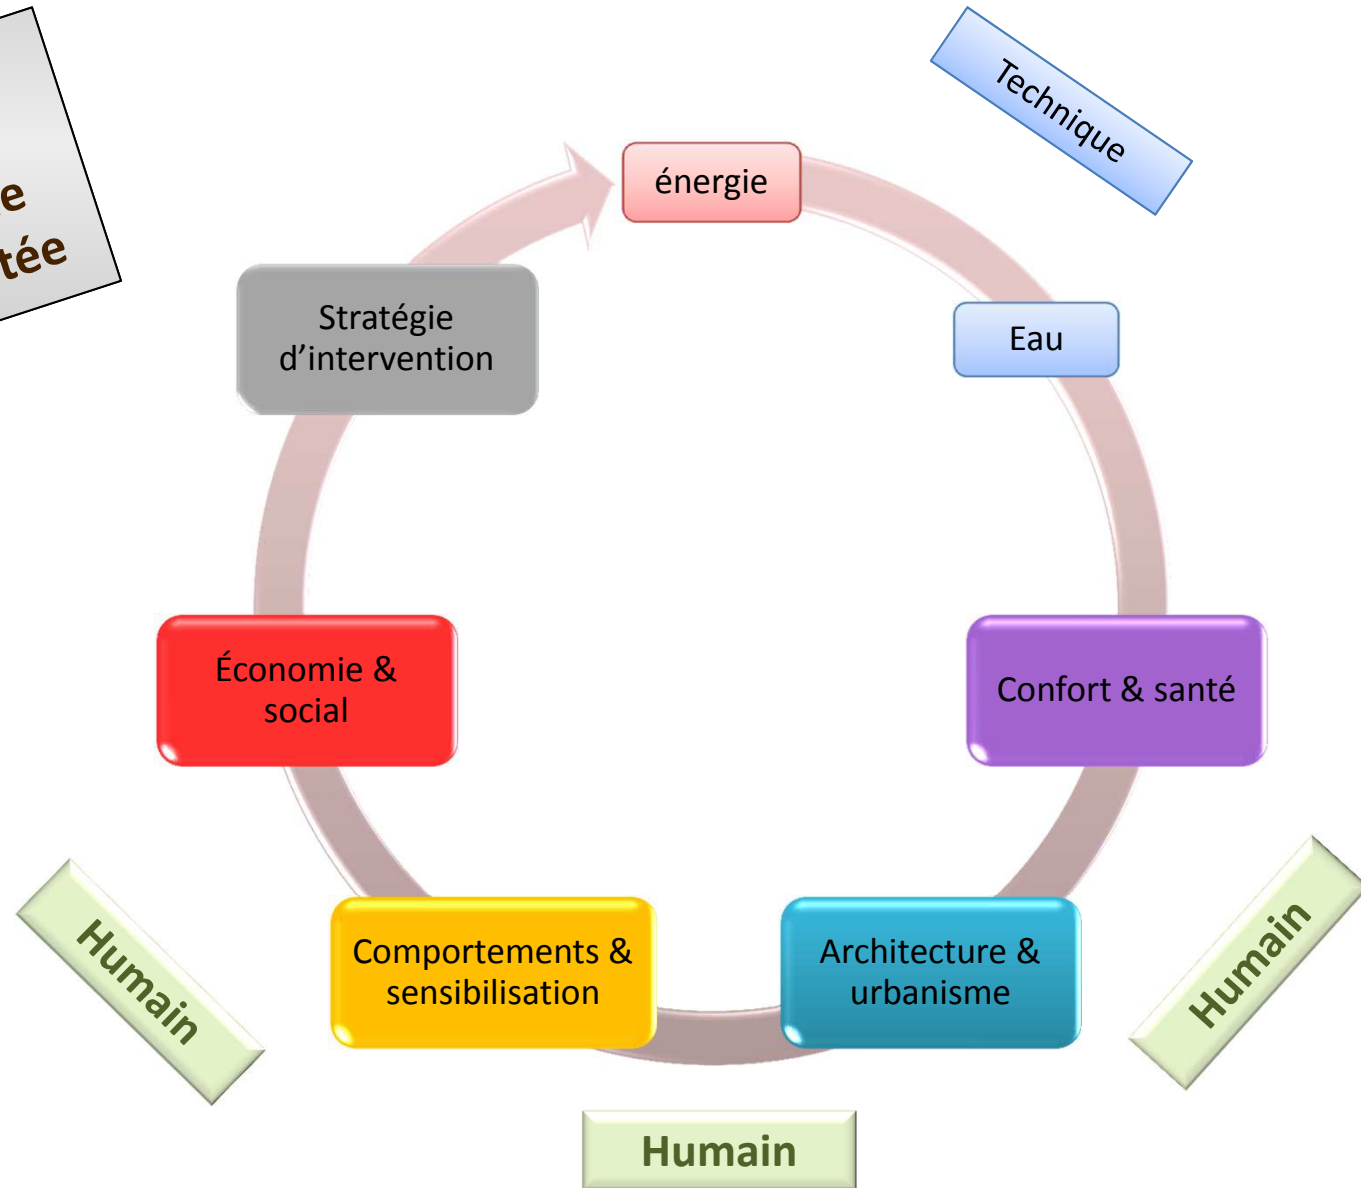 Technique
énergie
Stratégie
d’intervention
Eau
Économie &
social
Confort & santé
Comportements &
sensibilisation
Architecture &
urbanisme
Humain
Humain
Humain